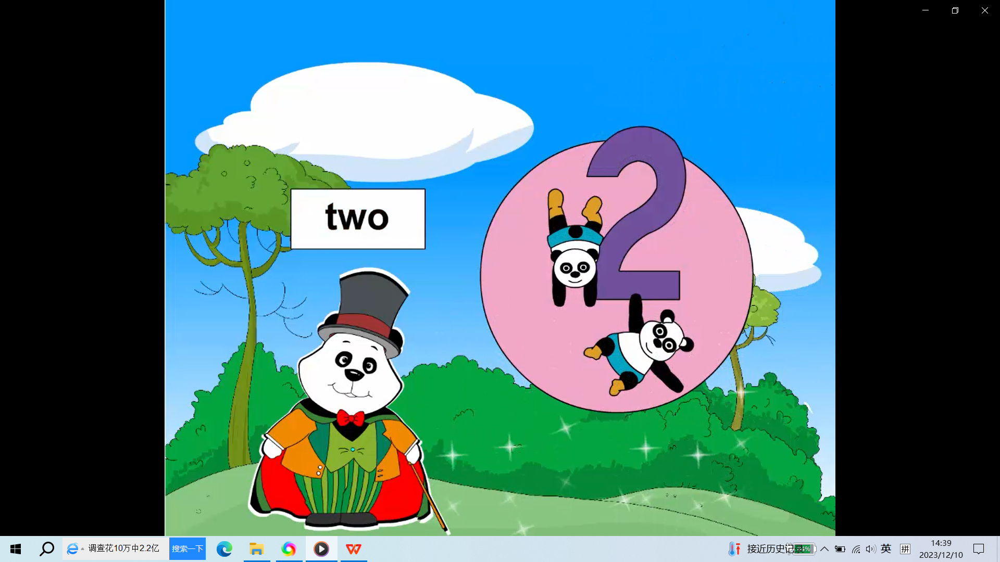 two
2
调查花10万中2.2亿
搜索一下
接近历史记录
英
拼
14:39
2023/12/10